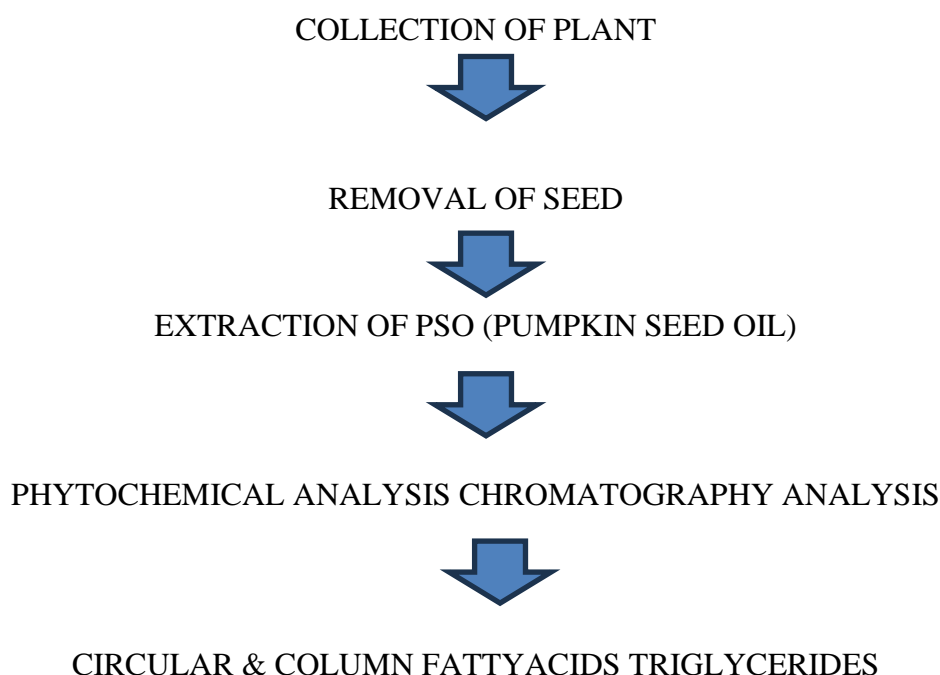 COLLECTION OF PLANT
REMOVAL OF SEED
EXTRACTION OF PSO (PUMPKIN SEED OIL)
PHYTOCHEMICAL ANALYSIS CHROMATOGRAPHY ANALYSIS
CIRCULAR & COLUMN FATTYACIDS TRIGLYCERIDES